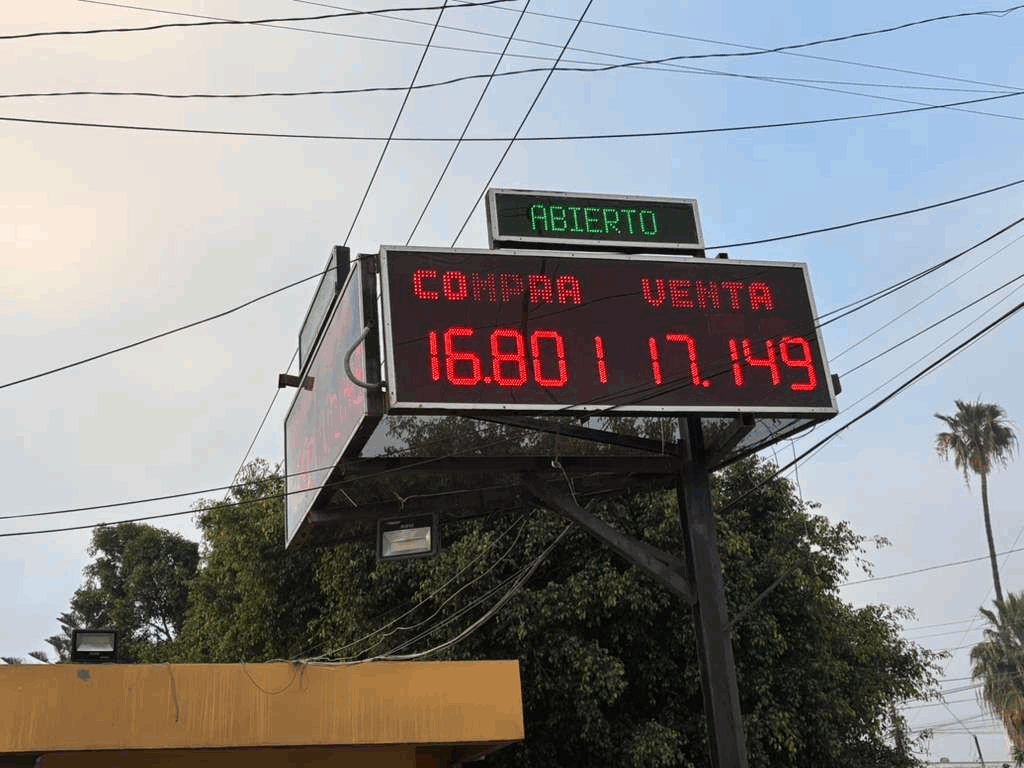 ABIERTO
COMPRA VENTA
16.801 17.149